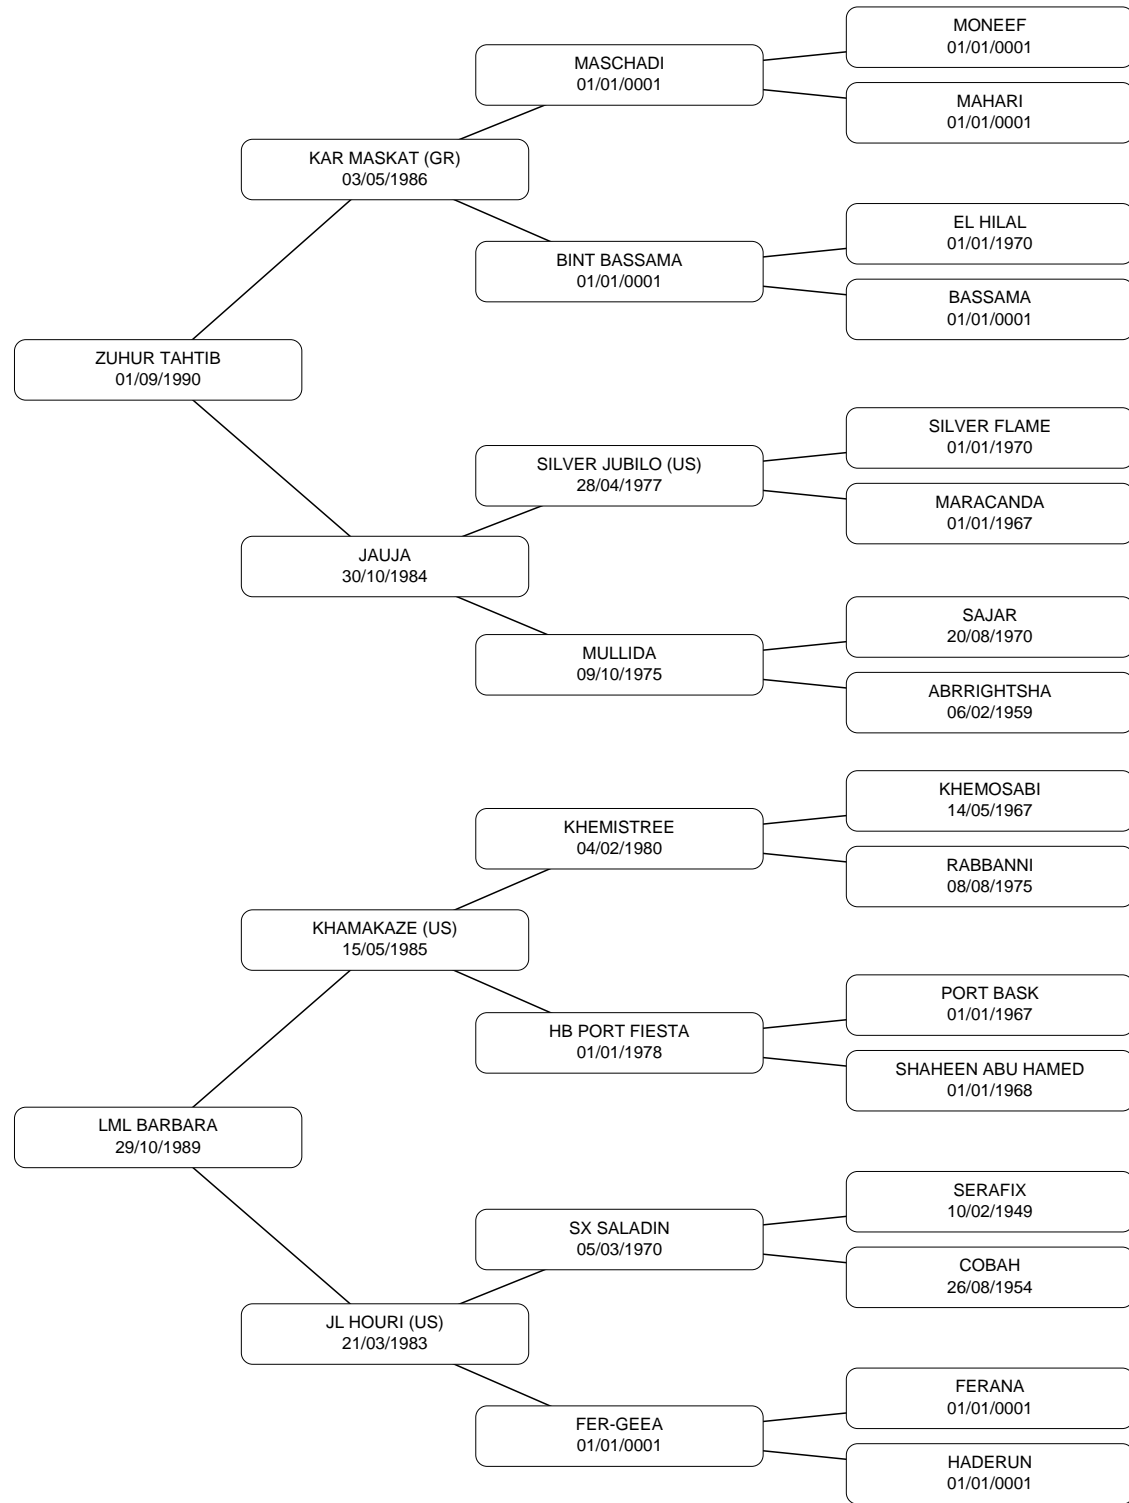 MONEEF
01/01/0001
MASCHADI
01/01/0001
MAHARI
01/01/0001
KAR MASKAT (GR)
03/05/1986
EL HILAL
01/01/1970
BINT BASSAMA
01/01/0001
BASSAMA
01/01/0001
ZUHUR TAHTIB
01/09/1990
SILVER FLAME
01/01/1970
SILVER JUBILO (US)
28/04/1977
MARACANDA
01/01/1967
JAUJA
30/10/1984
SAJAR
20/08/1970
MULLIDA
09/10/1975
ABRRIGHTSHA
06/02/1959
KHEMOSABI
14/05/1967
KHEMISTREE
04/02/1980
RABBANNI
08/08/1975
KHAMAKAZE (US)
15/05/1985
PORT BASK
01/01/1967
HB PORT FIESTA
01/01/1978
SHAHEEN ABU HAMED
01/01/1968
LML BARBARA
29/10/1989
SERAFIX
10/02/1949
SX SALADIN
05/03/1970
COBAH
26/08/1954
JL HOURI (US)
21/03/1983
FERANA
01/01/0001
FER-GEEA
01/01/0001
HADERUN
01/01/0001